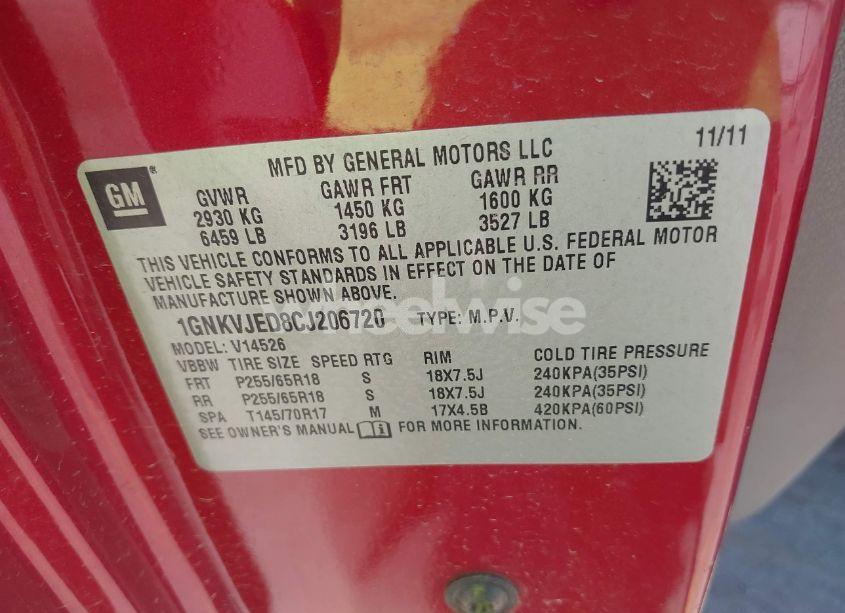 11/11
MFD BY GENERAL MOTORS LLC
GM
GVWR GAWR FRT GAWR RR
2930 KG 1450 KG 1600 KG
6459 LB 3196 LB 3527 LB
THIS VEHICLE CONFORMS TO ALL APPLICABLE U.S. FEDERAL MOTOR
VEHICLE SAFETY STANDARDS IN EFFECT ON THE DATE OF
MANUFACTURE SHOWN ABOVE.
1GNKVJED8CJ206720 TYPE: M.P.V.
MODEL: V14526
VBBW TIRE SIZE SPEED RTG RIM COLD TIRE PRESSURE
FRT P255/65R18 S 18X7.5J 240KPA(35PSI)
RR P255/65R18 S 18X7.5J 240KPA(35PSI)
SPA T145/70R17 M 17X4.5B 420KPA(60PSI)
SEE OWNER'S MANUAL FOR MORE INFORMATION.